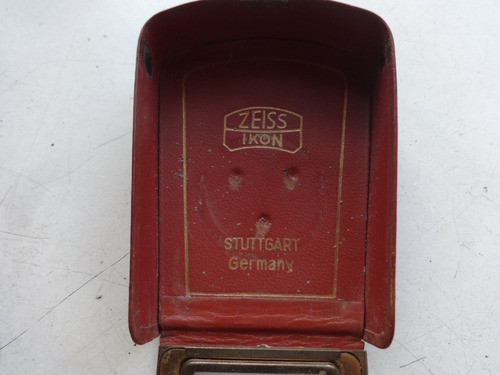 ZEISS
IKON
STUTTGART
Germany